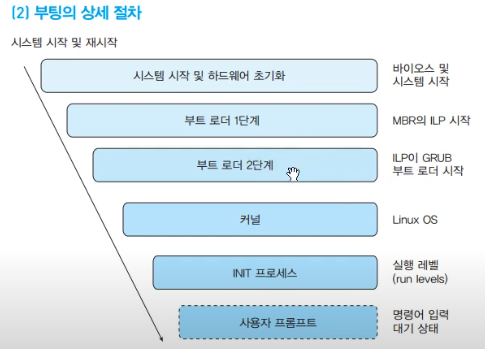 (2) 부팅의 상세 절차
시스템 시작 및 재시작
시스템 시작 및 하드웨어 초기화
바이오스 및
시스템 시작
부트 로더 1단계
MBR의 ILP 시작
부트 로더 2단계
ILP이 GRUB
부트 로더 시작
커널
Linux OS
INIT 프로세스
실행 레벨
(run levels)
사용자 프롬프트
명령어 입력
대기 상태